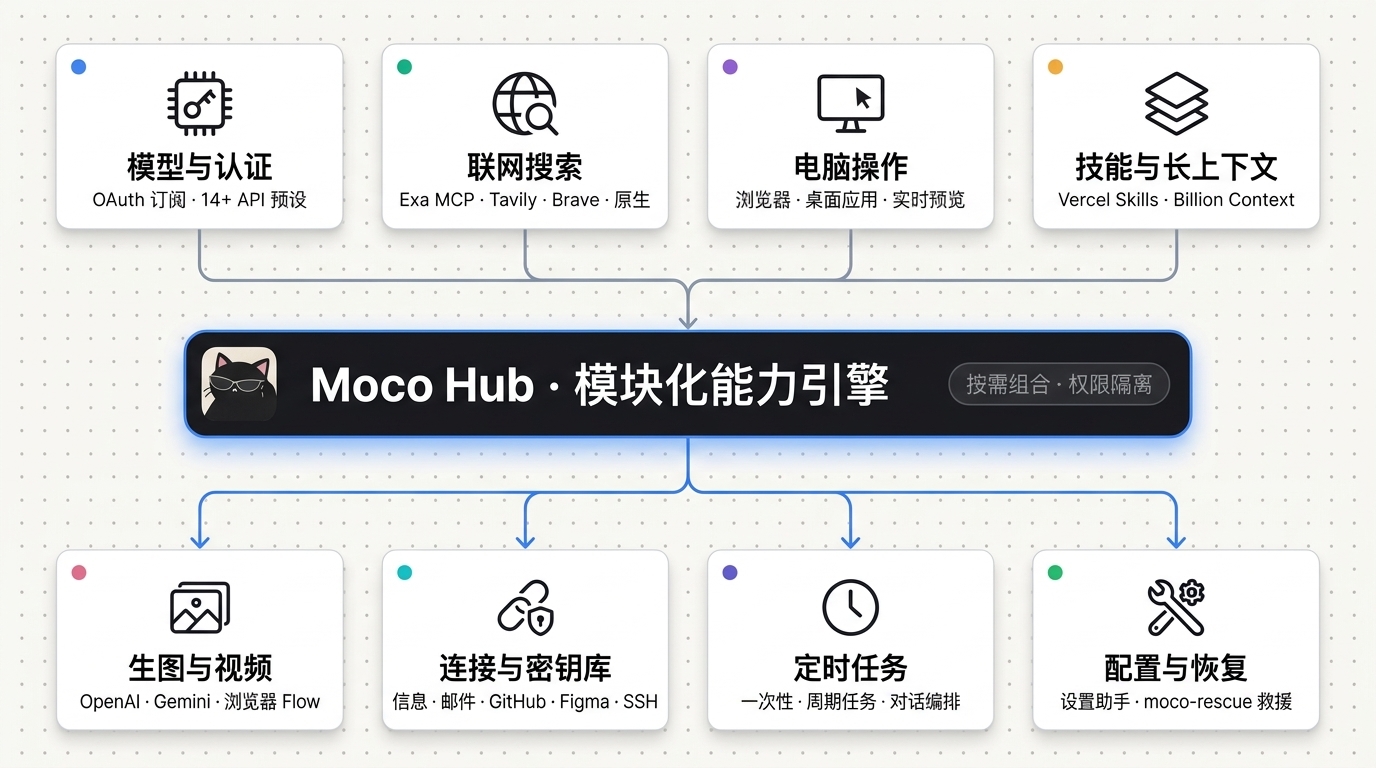 模型与认证
OAuth 订阅 · 14+ API 预设
联网搜索
Exa MCP · Tavily · Brave · 原生
电脑操作
浏览器 · 桌面应用 · 实时预览
技能与长上下文
Vercel Skills · Billion Context
Moco Hub · 模块化能力引擎
按需组合 · 权限隔离
生图与视频
OpenAI · Gemini · 浏览器 Flow
连接与密钥库
信息 · 邮件 · GitHub · Figma · SSH
定时任务
一次性 · 周期任务 · 对话编排
配置与恢复
设置助手 · moco-rescue 救援